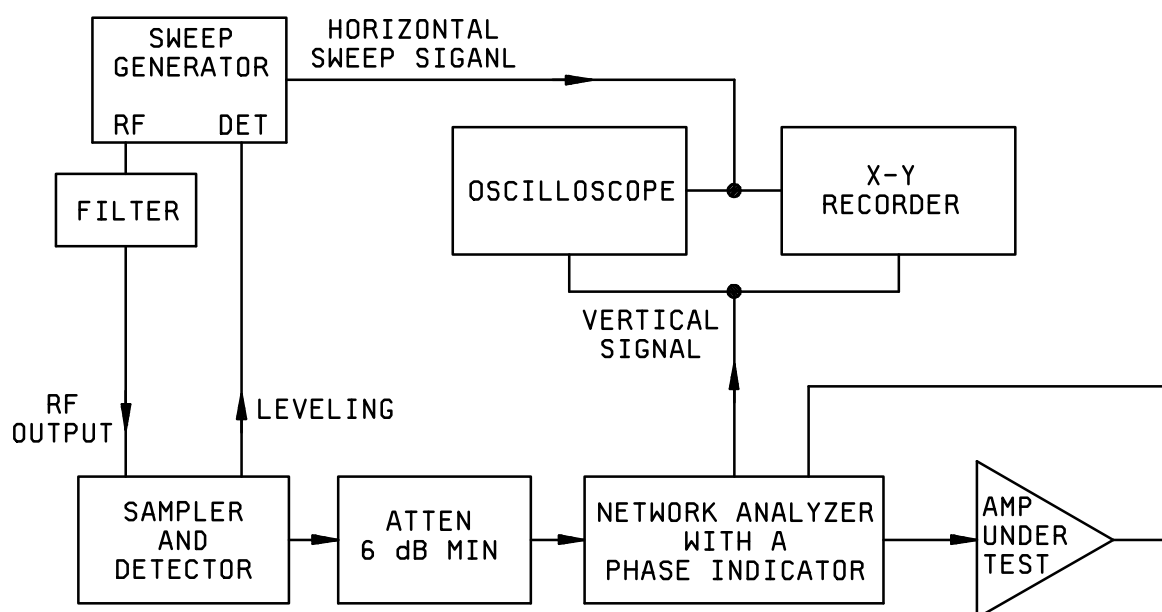 SWEEP
GENERATOR
RF DET
HORIZONTAL
SWEEP SIGANL
FILTER
OSCILLOSCOPE
X-Y
RECORDER
VERTICAL
SIGNAL
RF
OUTPUT
LEVELING
SAMPLER
AND
DETECTOR
ATTEN
6 dB MIN
NETWORK ANALYZER
WITH A
PHASE INDICATOR
AMP
UNDER
TEST